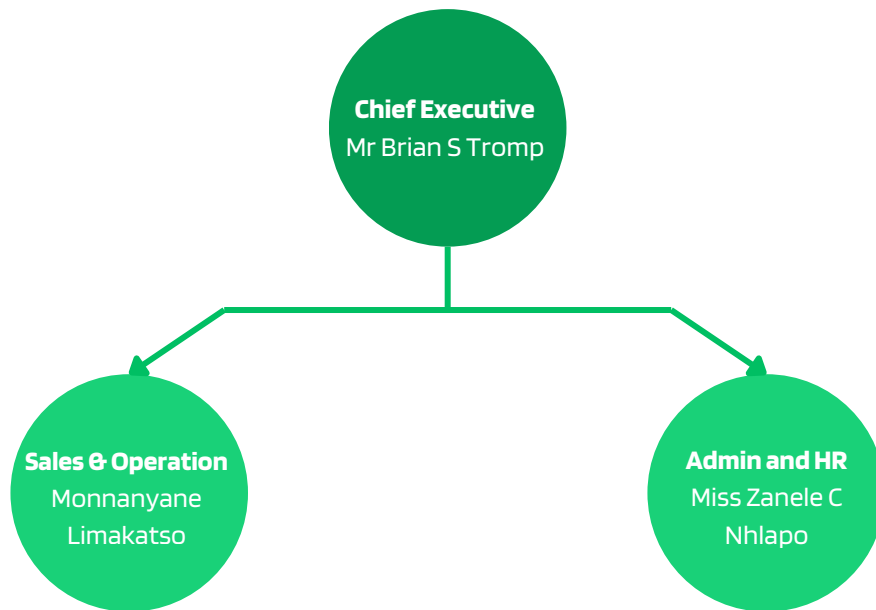 Chief Executive
Mr Brian S Tromp
Sales & Operation
Monnanyane
Limakatso
Admin and HR
Miss Zanele C
Nhlapo